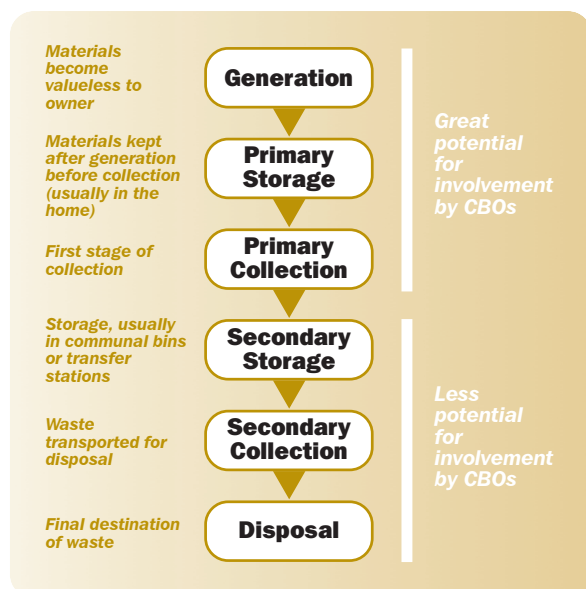 Materials
become
valueless to
owner
Generation
Materials kept
after generation
before collection
(usually in the
home)
Primary
Storage
First stage of
collection
Primary
Collection
Great
potential
for
involvement
by CBOs
Storage, usually
in communal bins
or transfer
stations
Secondary
Storage
Waste
transported for
disposal
Secondary
Collection
Final destination
of waste
Disposal
Less
potential
for
involvement
by CBOs